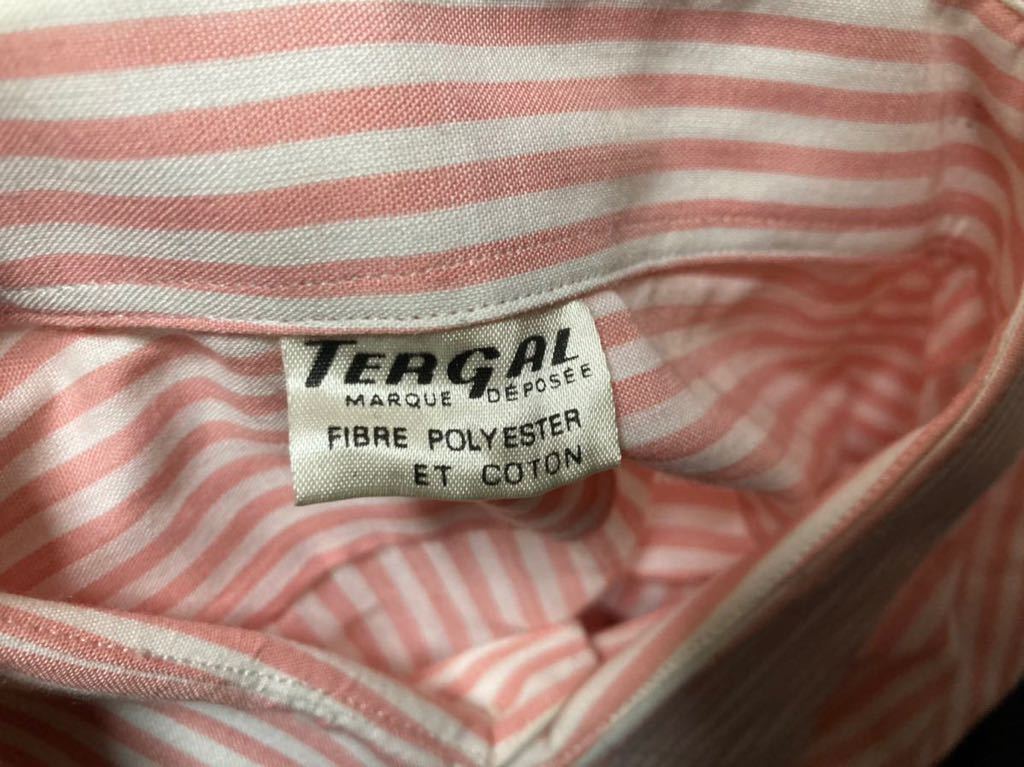 TERGAL
MARQUE DÉPOSÉE
FIBRE POLYESTER
ET COTON